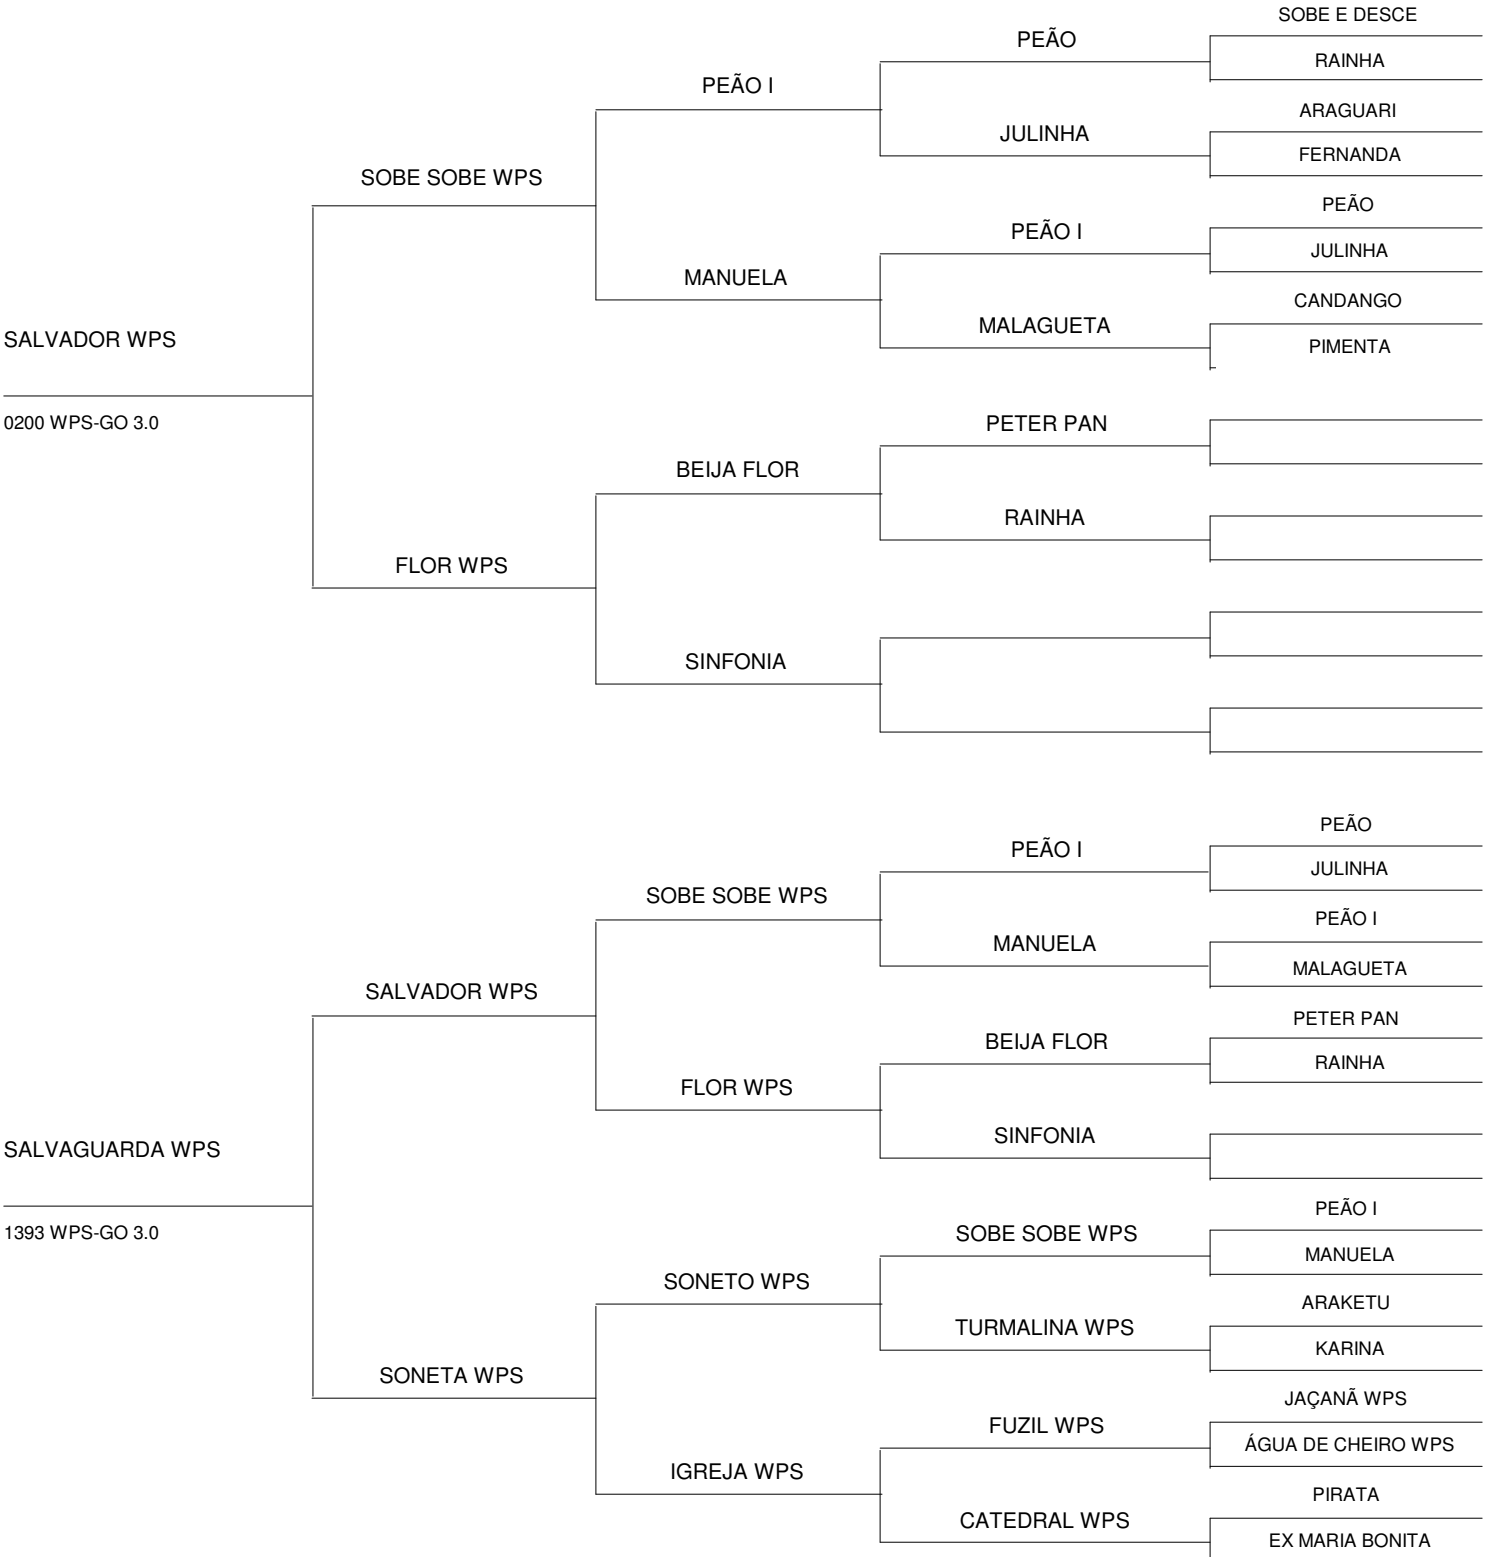 SOBE E DESCE
PEÃO
RAINHA
PEÃO I
ARAGUARI
JULINHA
FERNANDA
SOBE SOBE WPS
PEÃO
PEÃO I
JULINHA
MANUELA
CANDANGO
MALAGUETA
SALVADOR WPS
PIMENTA
0200 WPS-GO 3.0
PETER PAN
BEIJA FLOR
RAINHA
FLOR WPS
SINFONIA
PEÃO
PEÃO I
JULINHA
SOBE SOBE WPS
PEÃO I
MANUELA
MALAGUETA
SALVADOR WPS
PETER PAN
BEIJA FLOR
RAINHA
FLOR WPS
SINFONIA
SALVAGUARDA WPS
PEÃO I
1393 WPS-GO 3.0
SOBE SOBE WPS
MANUELA
SONETO WPS
ARAKETU
TURMALINA WPS
KARINA
SONETA WPS
JAÇANÃ WPS
FUZIL WPS
ÁGUA DE CHEIRO WPS
IGREJA WPS
PIRATA
CATEDRAL WPS
EX MARIA BONITA